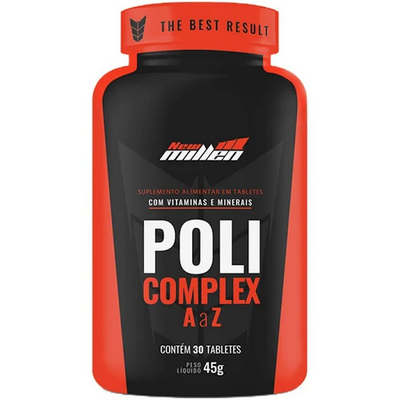 THE BEST RESULT
New
millen
SUPLEMENTO ALIMENTAR EM TABLETES
COM VITAMINAS E MINERAIS
POLI
COMPLEX
A a Z
CONTÉM 30 TABLETES
PESO
LÍQUIDO 45g